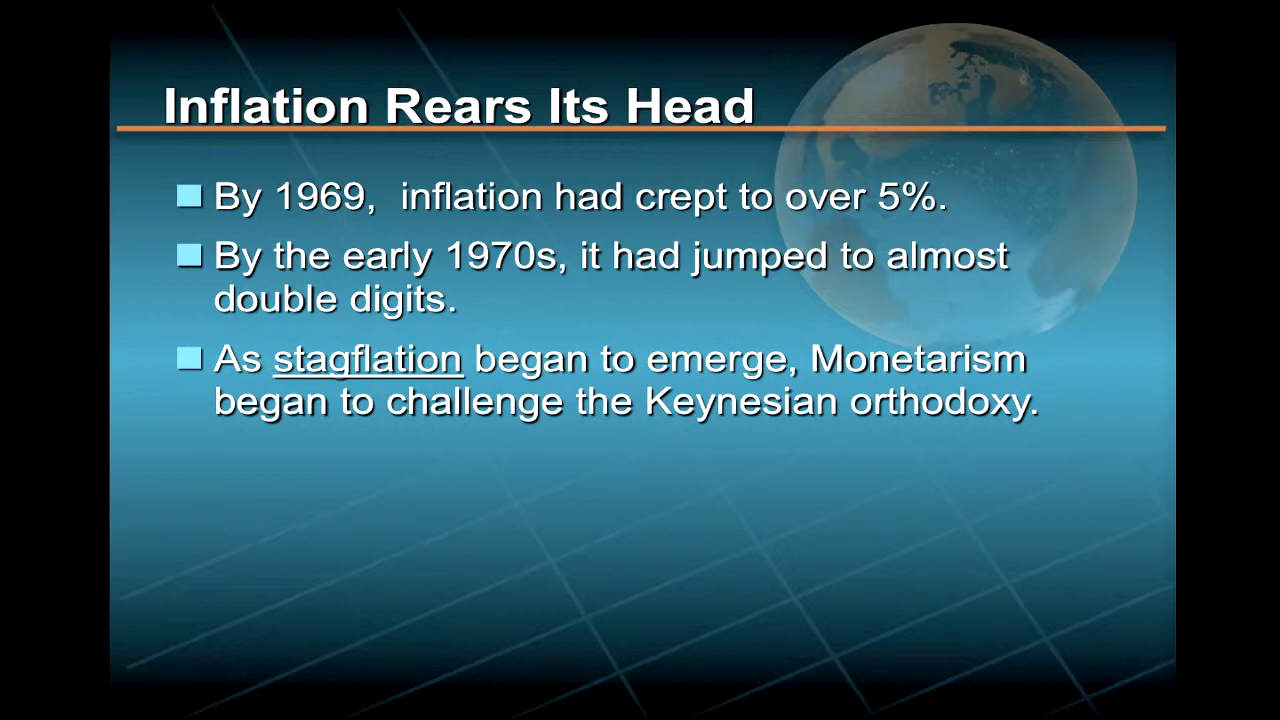 Inflation Rears Its Head
By 1969,  inflation had crept to over 5%.
By the early 1970s, it had jumped to almost
double digits.
As stagflation began to emerge, Monetarism
began to challenge the Keynesian orthodoxy.